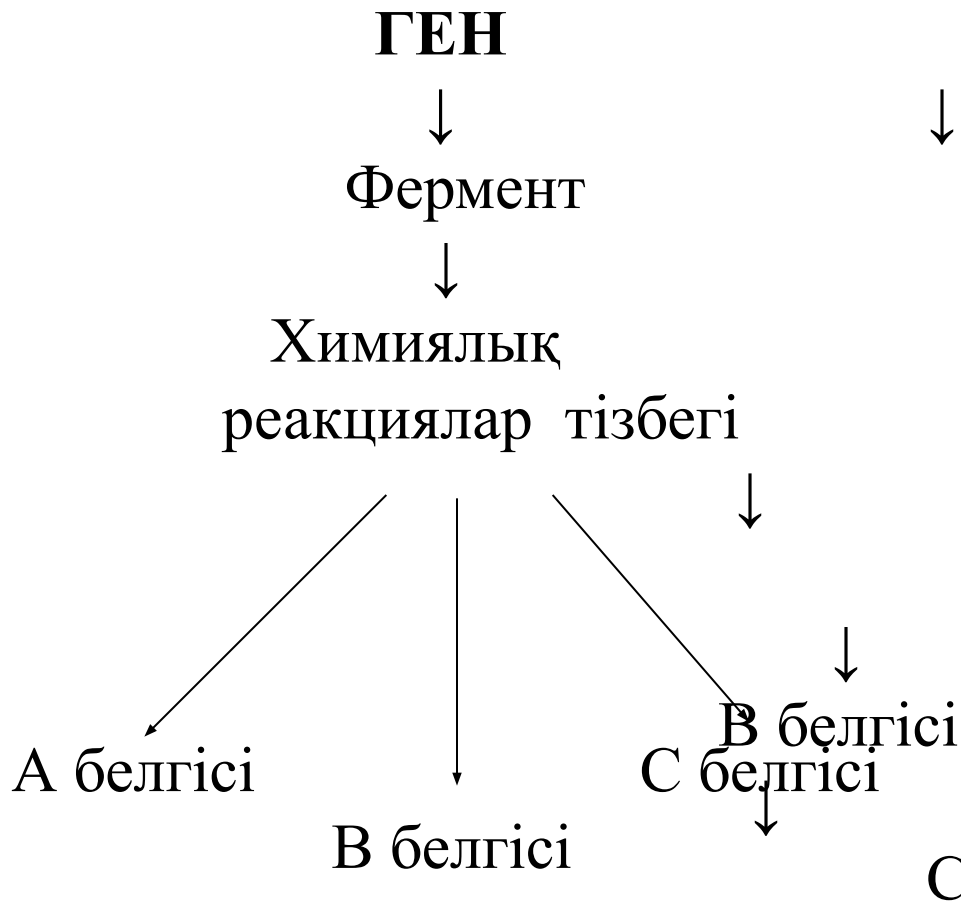 ГЕН
↓ ↓
Фермент
↓
Химиялық
реакциялар тізбегі
↓
↓
В белгісі
А белгісі С белгісі
↓
В белгісі
С